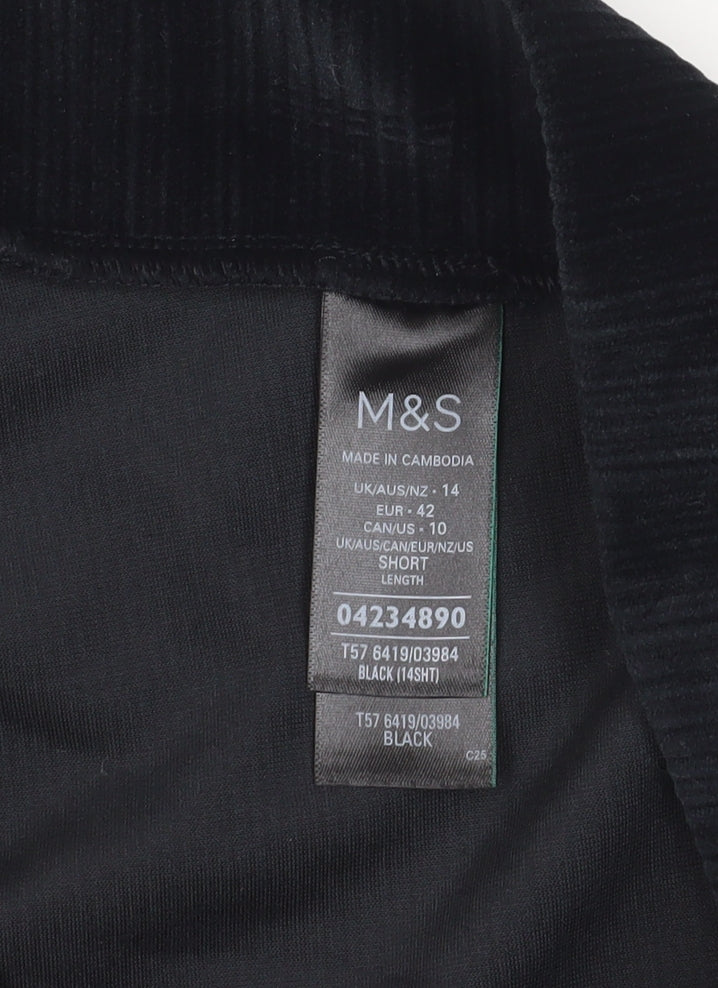 M&S
MADE IN CAMBODIA
UK/AUS/NZ • 14
EUR • 42
CAN/US • 10
UK/AUS/CAN/EUR/NZ/US
SHORT
LENGTH
04234890
T57 6419/03984
BLACK (14SHT)
T57 6419/03984
BLACK
C25